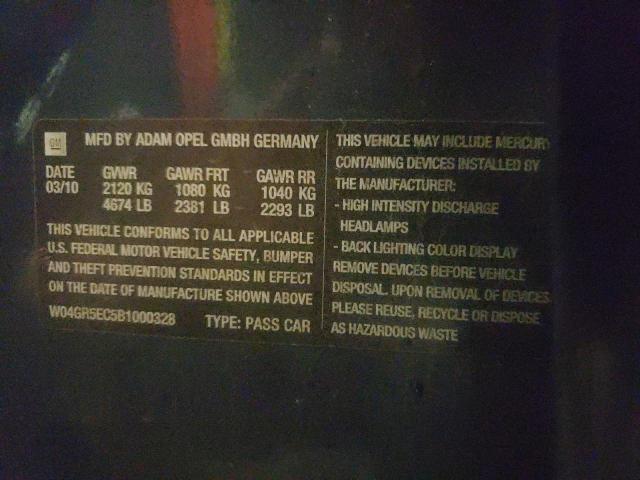 GM
MFD BY ADAM OPEL GMBH GERMANY
DATE GVWR GAWR FRT GAWR RR
03/10 2120 KG 1080 KG 1040 KG
4674 LB 2381 LB 2293 LB
THIS VEHICLE CONFORMS TO ALL APPLICABLE
U.S. FEDERAL MOTOR VEHICLE SAFETY, BUMPER
AND THEFT PREVENTION STANDARDS IN EFFECT
ON THE DATE OF MANUFACTURE SHOWN ABOVE
W04GR5EC5B1000328 TYPE: PASS CAR
THIS VEHICLE MAY INCLUDE MERCURY
CONTAINING DEVICES INSTALLED BY
THE MANUFACTURER:
- HIGH INTENSITY DISCHARGE
HEADLAMPS
- BACK LIGHTING COLOR DISPLAY
REMOVE DEVICES BEFORE VEHICLE
DISPOSAL. UPON REMOVAL OF DEVICES
PLEASE REUSE, RECYCLE OR DISPOSE
AS HAZARDOUS WASTE